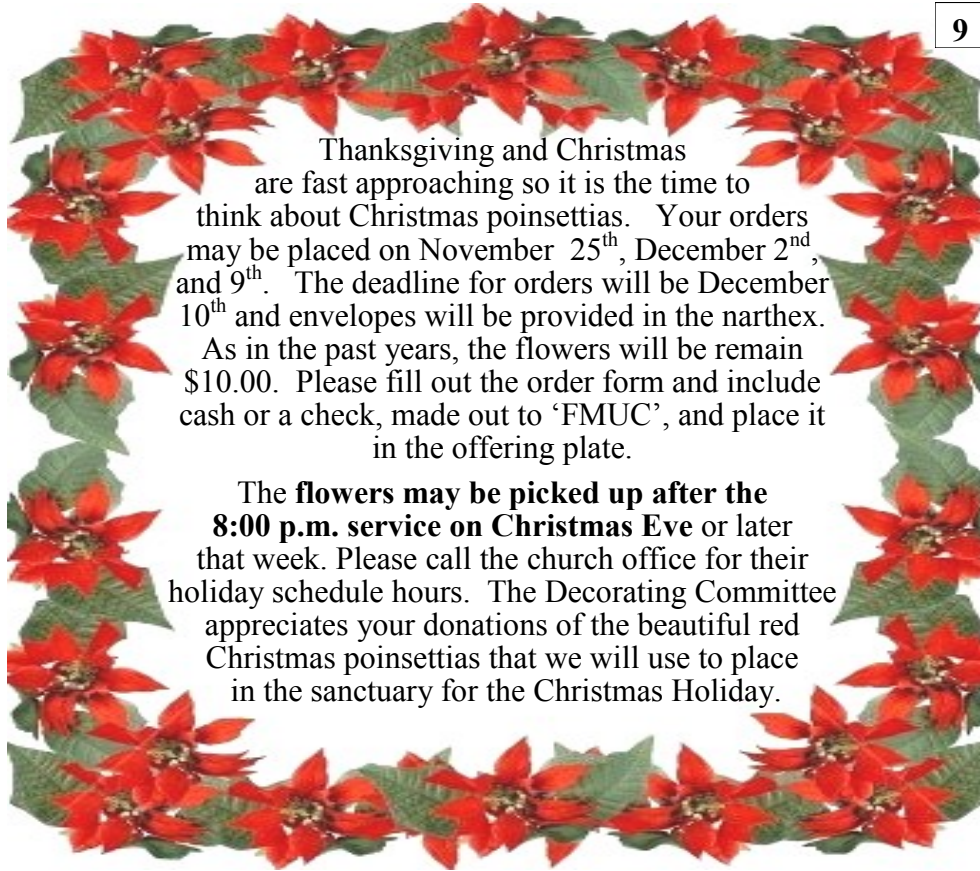 9
Thanksgiving and Christmas
are fast approaching so it is the time to
think about Christmas poinsettias. Your orders
may be placed on November 25th, December 2nd,
and 9th. The deadline for orders will be December
10th and envelopes will be provided in the narthex.
As in the past years, the flowers will be remain
$10.00. Please fill out the order form and include
cash or a check, made out to ‘FMUC’, and place it
in the offering plate.
The flowers may be picked up after the
8:00 p.m. service on Christmas Eve or later
that week. Please call the church office for their
holiday schedule hours. The Decorating Committee
appreciates your donations of the beautiful red
Christmas poinsettias that we will use to place
in the sanctuary for the Christmas Holiday.